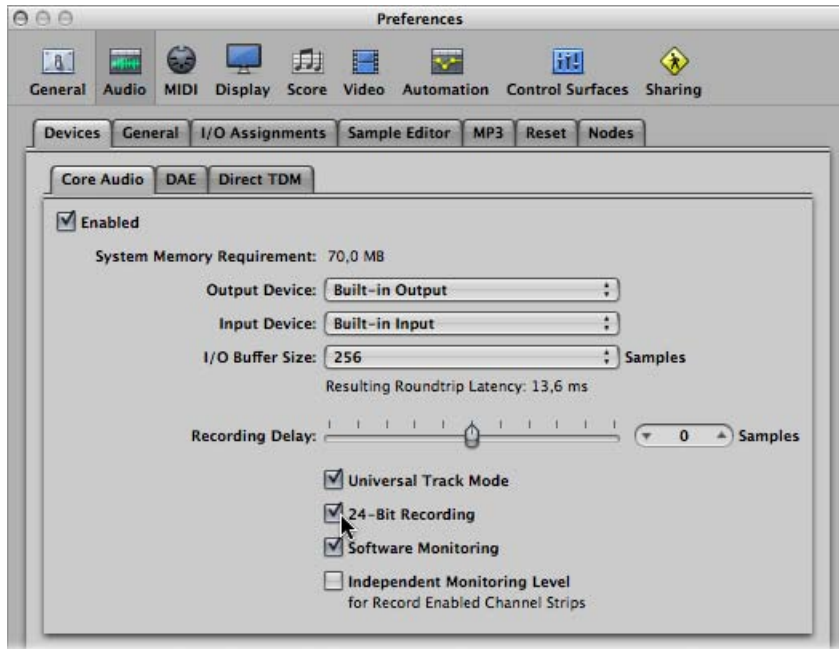 Preferences
General Audio MIDI Display Score Video Automation Control Surfaces Sharing
Devices General I/O Assignments Sample Editor MP3 Reset Nodes
Core Audio DAE Direct TDM
Enabled
System Memory Requirement: 70,0 MB
Output Device: Built-in Output
Input Device: Built-in Input
I/O Buffer Size: 256 Samples
Resulting Roundtrip Latency: 13,6 ms
Recording Delay: 0 Samples
Universal Track Mode
24-Bit Recording
Software Monitoring
Independent Monitoring Level
for Record Enabled Channel Strips